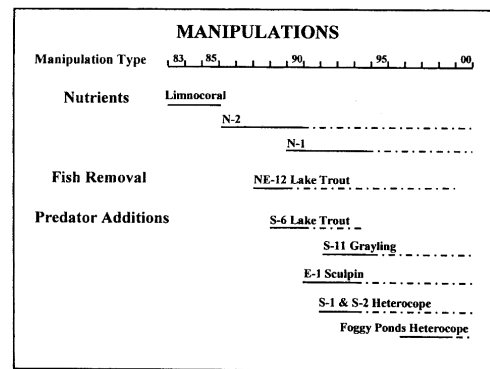 MANIPULATIONS
Manipulation Type 83 85 90 95 00
Nutrients
Limnocoral
N-2
N-1
Fish Removal
NE-12 Lake Trout
Predator Additions
S-6 Lake Trout
S-11 Grayling
E-1 Sculpin
S-1 & S-2 Heterocope
Foggy Ponds Heterocope